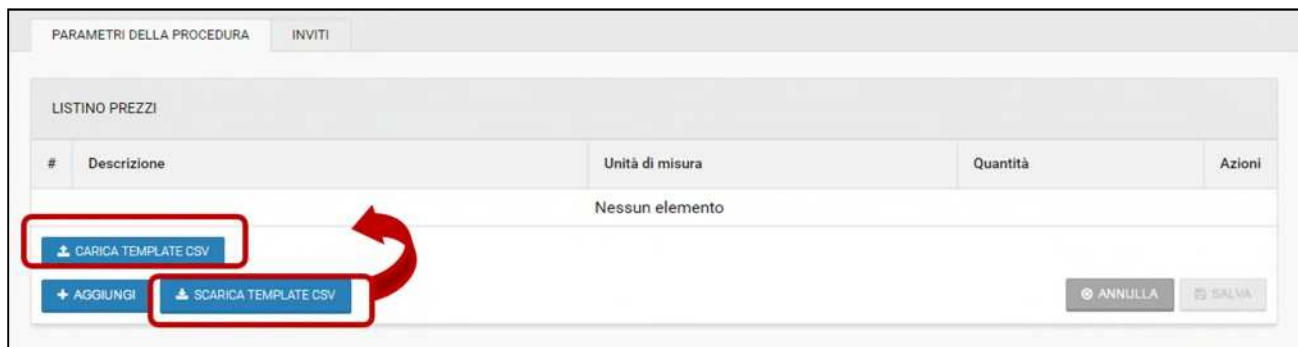 PARAMETRI DELLA PROCEDURA INVITI
LISTINO PREZZI
# Descrizione Unità di misura Quantità Azioni
Nessun elemento
CARICA TEMPLATE CSV
+ AGGIUNGI SCARICA TEMPLATE CSV ANNULLA SALVA